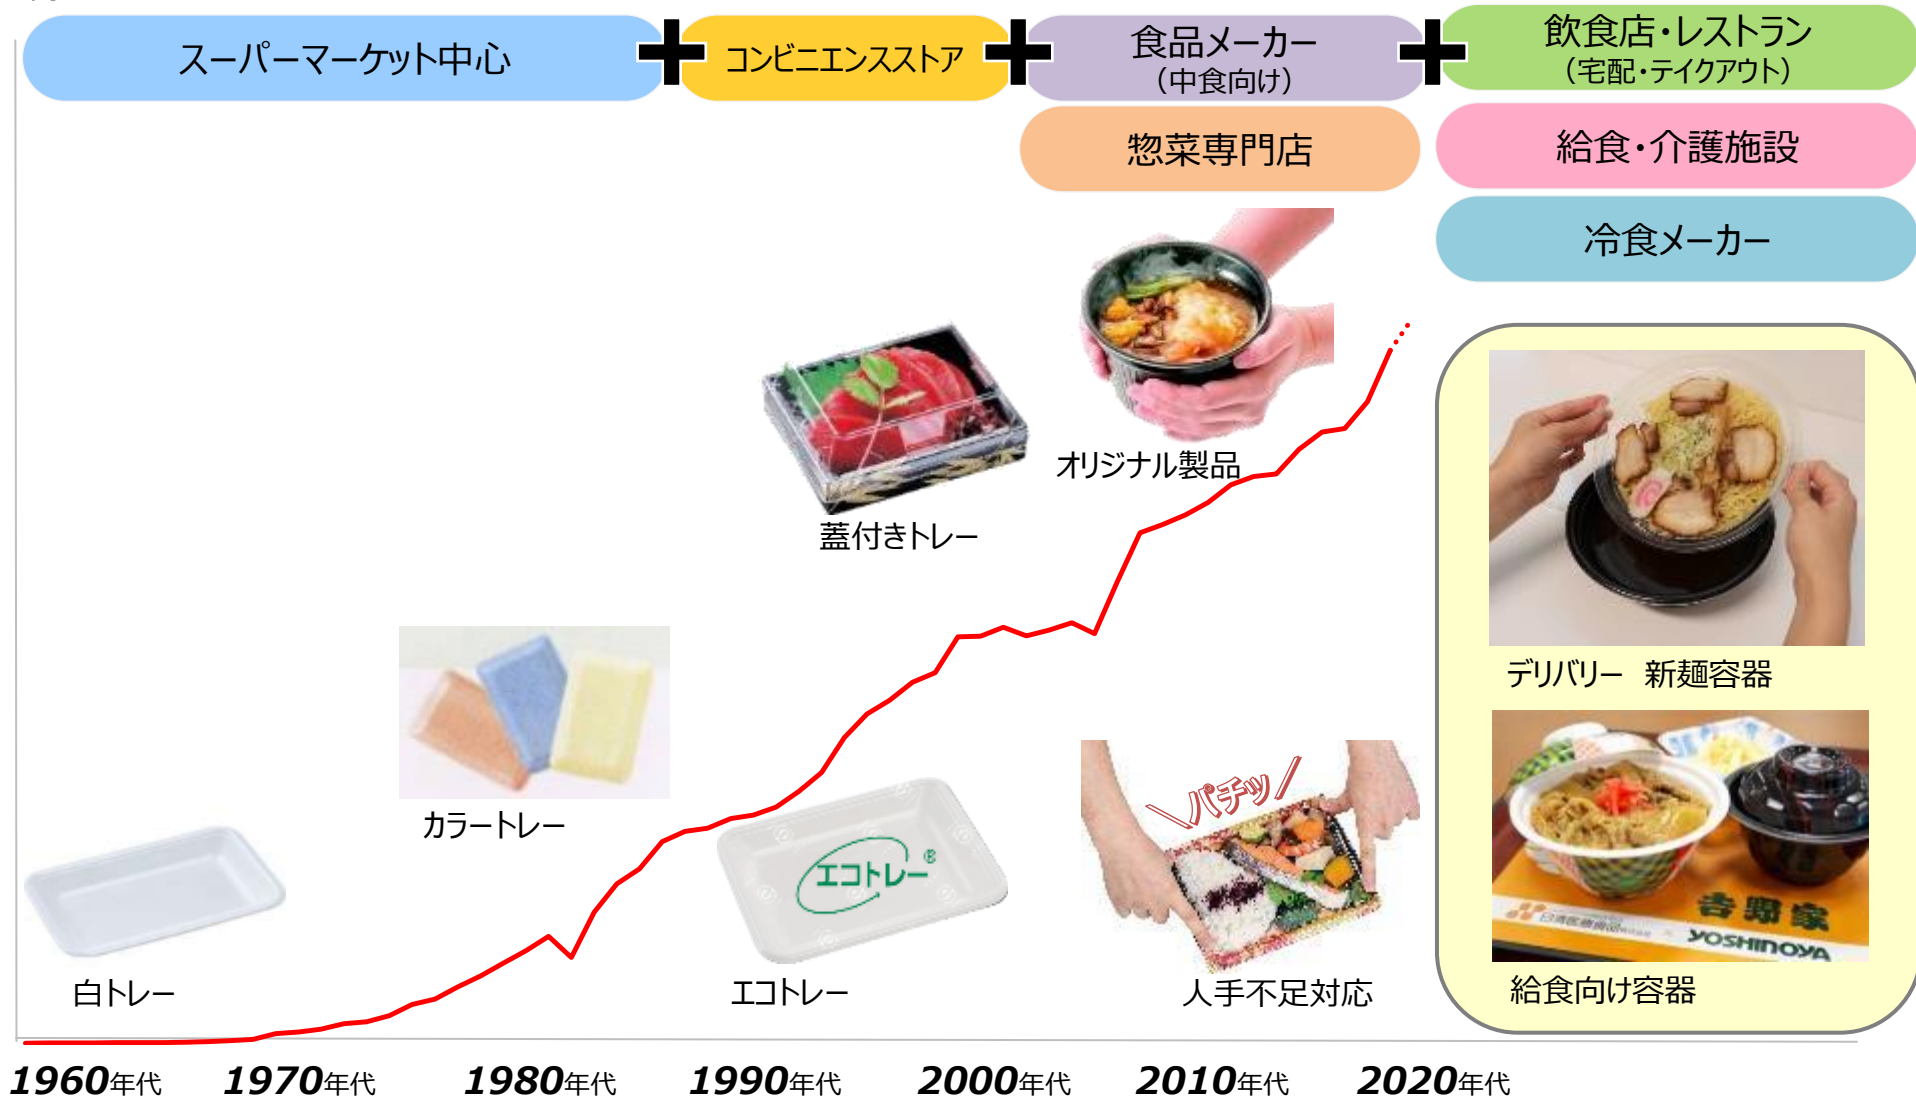 スーパーマーケット中心
コンビニエンスストア
食品メーカー
（中食向け）
飲食店・レストラン
（宅配・テイクアウト）
惣菜専門店
給食・介護施設
冷食メーカー
オリジナル製品
蓋付きトレー
デリバリー 新麺容器
カラートレー
パチッ
エコトレー®
吉野家
日清医療食品
YOSHINOYA
白トレー
エコトレー
人手不足対応
給食向け容器
1960年代
1970年代
1980年代
1990年代
2000年代
2010年代
2020年代